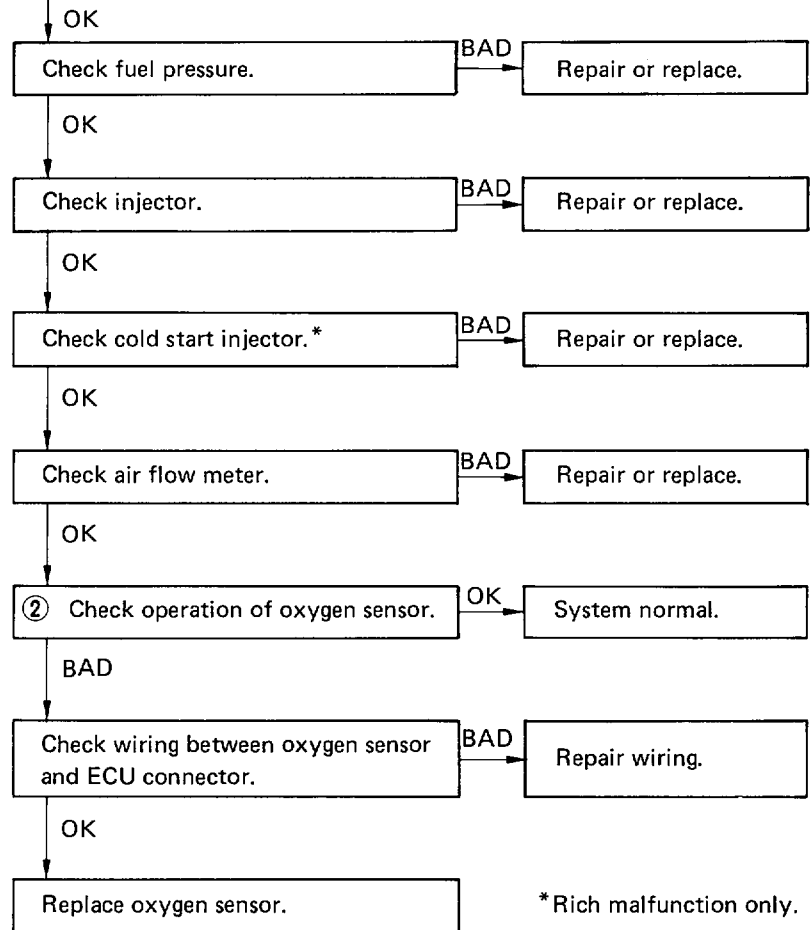 OK
Check fuel pressure.
BAD
Repair or replace.
OK
Check injector.
BAD
Repair or replace.
OK
Check cold start injector.*
BAD
Repair or replace.
OK
Check air flow meter.
BAD
Repair or replace.
OK
② Check operation of oxygen sensor.
OK
System normal.
BAD
Check wiring between oxygen sensor
and ECU connector.
BAD
Repair wiring.
OK
Replace oxygen sensor.
*Rich malfunction only.